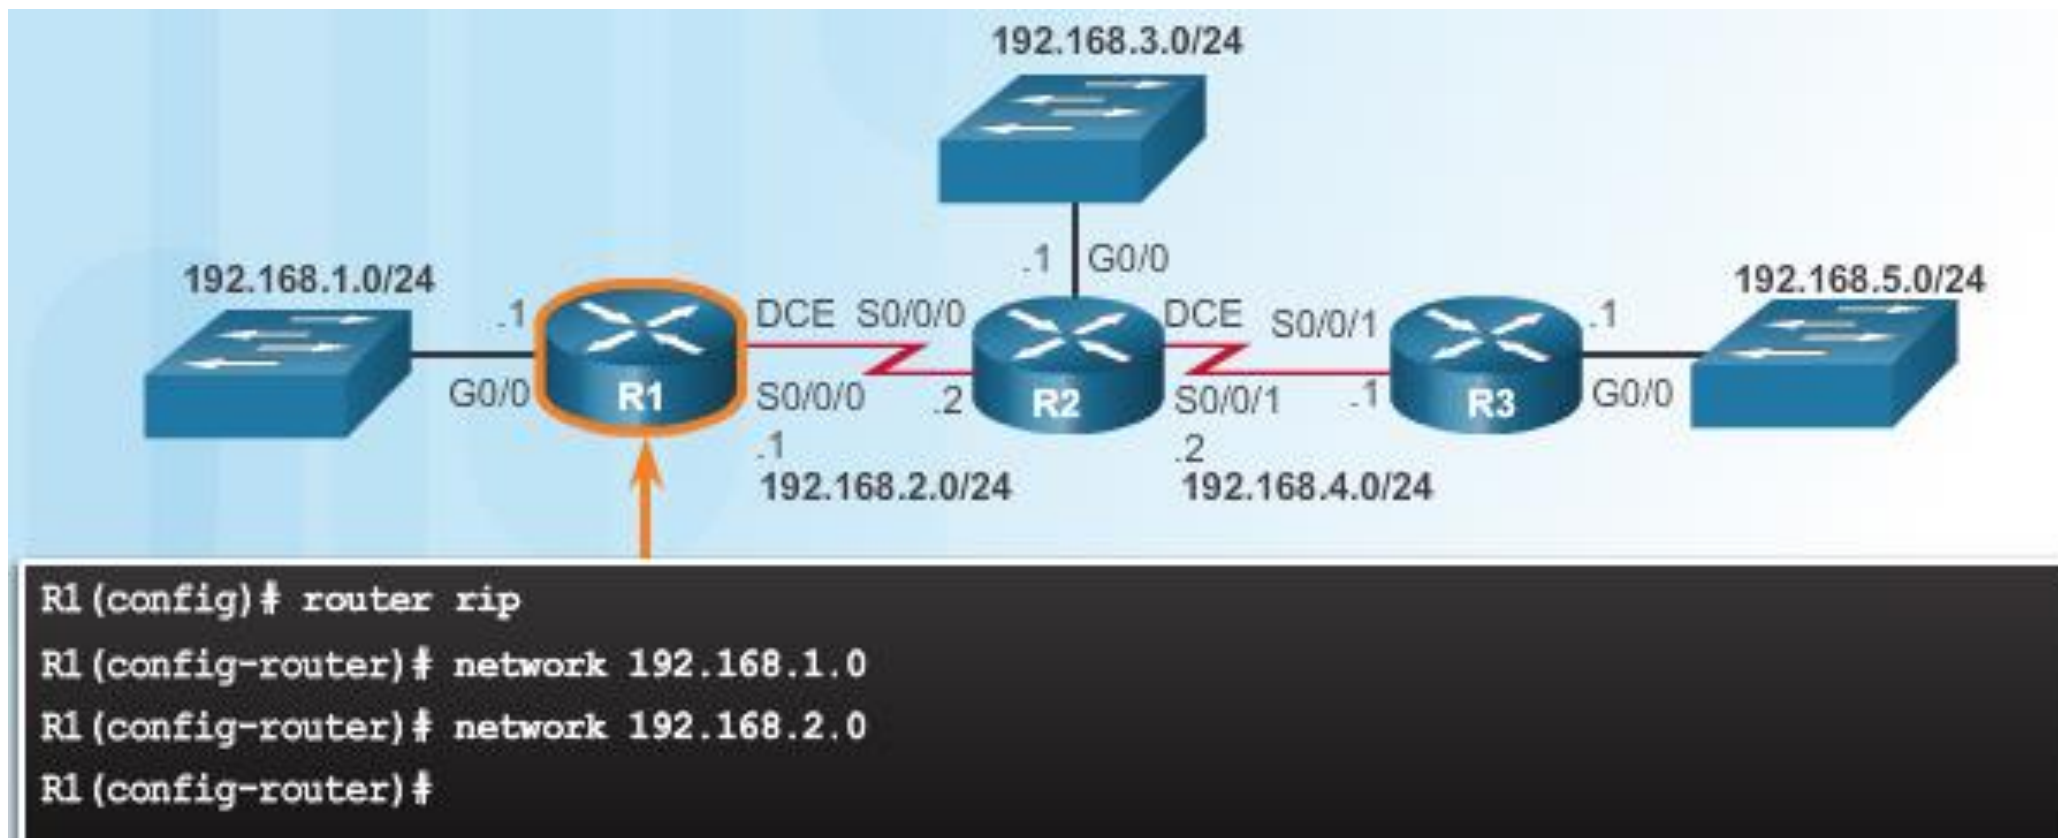 192.168.3.0/24
.1 G0/0
192.168.1.0/24
192.168.5.0/24
.1
DCE S0/0/0
DCE S0/0/1
.1
G0/0
R1
S0/0/0 .2
R2
S0/0/1 .1
R3
G0/0
.1
.2
192.168.2.0/24
192.168.4.0/24
R1(config)# router rip
R1(config-router)# network 192.168.1.0
R1(config-router)# network 192.168.2.0
R1(config-router)#